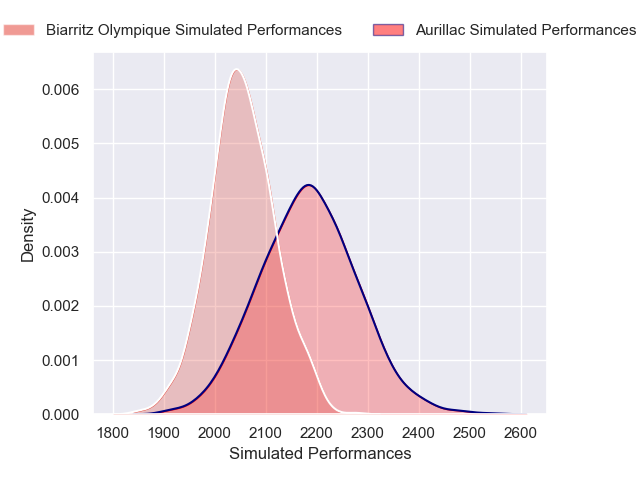 Biarritz Olympique Simulated Performances
Aurillac Simulated Performances
0.006
0.005
0.004
0.003
0.002
0.001
0.000
Density
1800 1900 2000 2100 2200 2300 2400 2500 2600
Simulated Performances